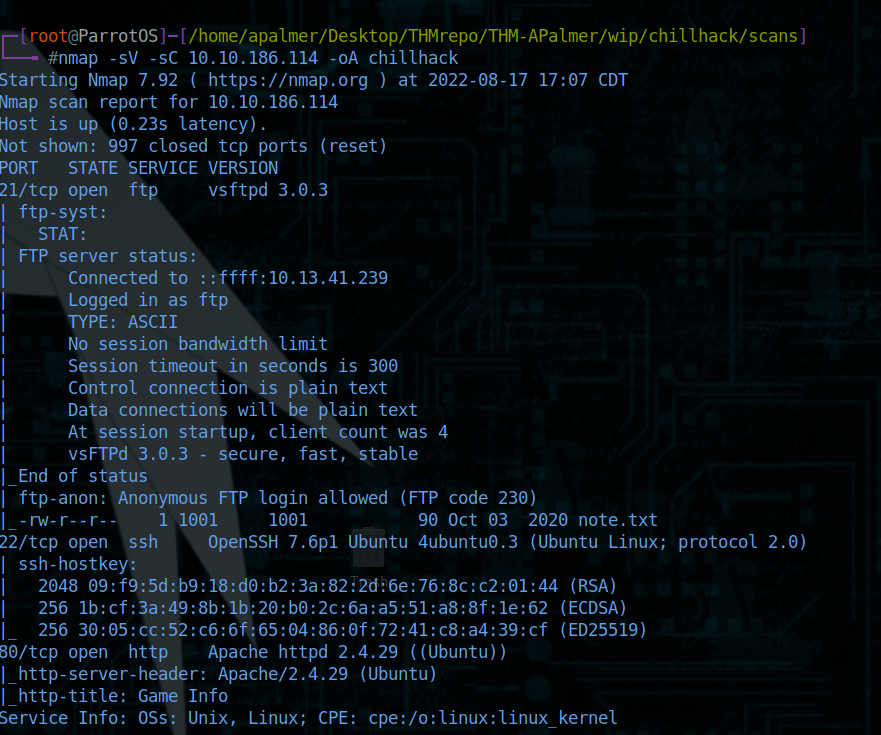 [root@ParrotOS]─[/home/apalmer/Desktop/THMrepo/THM-APalmer/wip/chillhack/scans]
#nmap -sV -sC 10.10.186.114 -oA chillhack
Starting Nmap 7.92 ( https://nmap.org ) at 2022-08-17 17:07 CDT
Nmap scan report for 10.10.186.114
Host is up (0.23s latency).
Not shown: 997 closed tcp ports (reset)
PORT   STATE SERVICE VERSION
21/tcp open  ftp     vsftpd 3.0.3
| ftp-syst:
|   STAT:
| FTP server status:
|      Connected to ::ffff:10.13.41.239
|      Logged in as ftp
|      TYPE: ASCII
|      No session bandwidth limit
|      Session timeout in seconds is 300
|      Control connection is plain text
|      Data connections will be plain text
|      At session startup, client count was 4
|      vsFTPd 3.0.3 - secure, fast, stable
|_End of status
| ftp-anon: Anonymous FTP login allowed (FTP code 230)
|_-rw-r--r--    1 1001     1001           90 Oct 03  2020 note.txt
22/tcp open  ssh     OpenSSH 7.6p1 Ubuntu 4ubuntu0.3 (Ubuntu Linux; protocol 2.0)
| ssh-hostkey:
|   2048 09:f9:5d:b9:18:d0:b2:3a:82:2d:6e:76:8c:c2:01:44 (RSA)
|   256 1b:cf:3a:49:8b:1b:20:b0:2c:6a:a5:51:a8:8f:1e:62 (ECDSA)
|_  256 30:05:cc:52:c6:6f:65:04:86:0f:72:41:c8:a4:39:cf (ED25519)
80/tcp open  http    Apache httpd 2.4.29 ((Ubuntu))
|_http-server-header: Apache/2.4.29 (Ubuntu)
|_http-title: Game Info
Service Info: OSs: Unix, Linux; CPE: cpe:/o:linux:linux_kernel